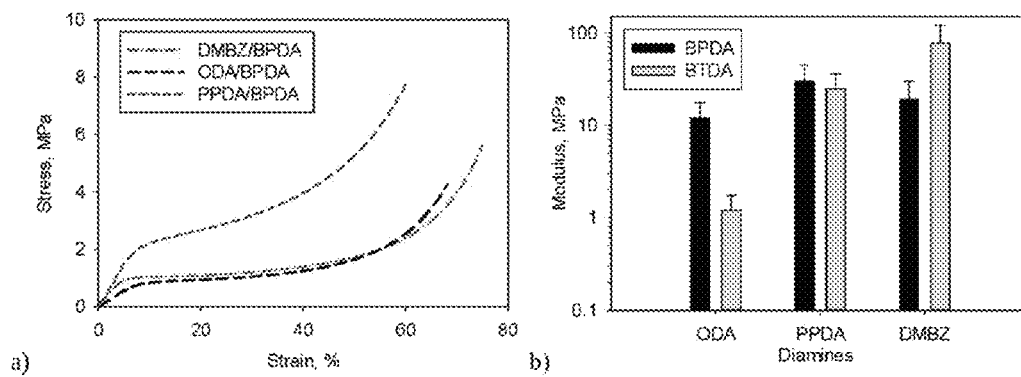 10
8
6
4
2
0
Stress, MPa
DMBZ/BPDA
ODA/BPDA
PPDA/BPDA
0 20 40 60 80
a) Strain, %
100
10
1
0.1
Modulus, MPa
BPDA
BTDA
ODA PPDA DMBZ
b) Diamines